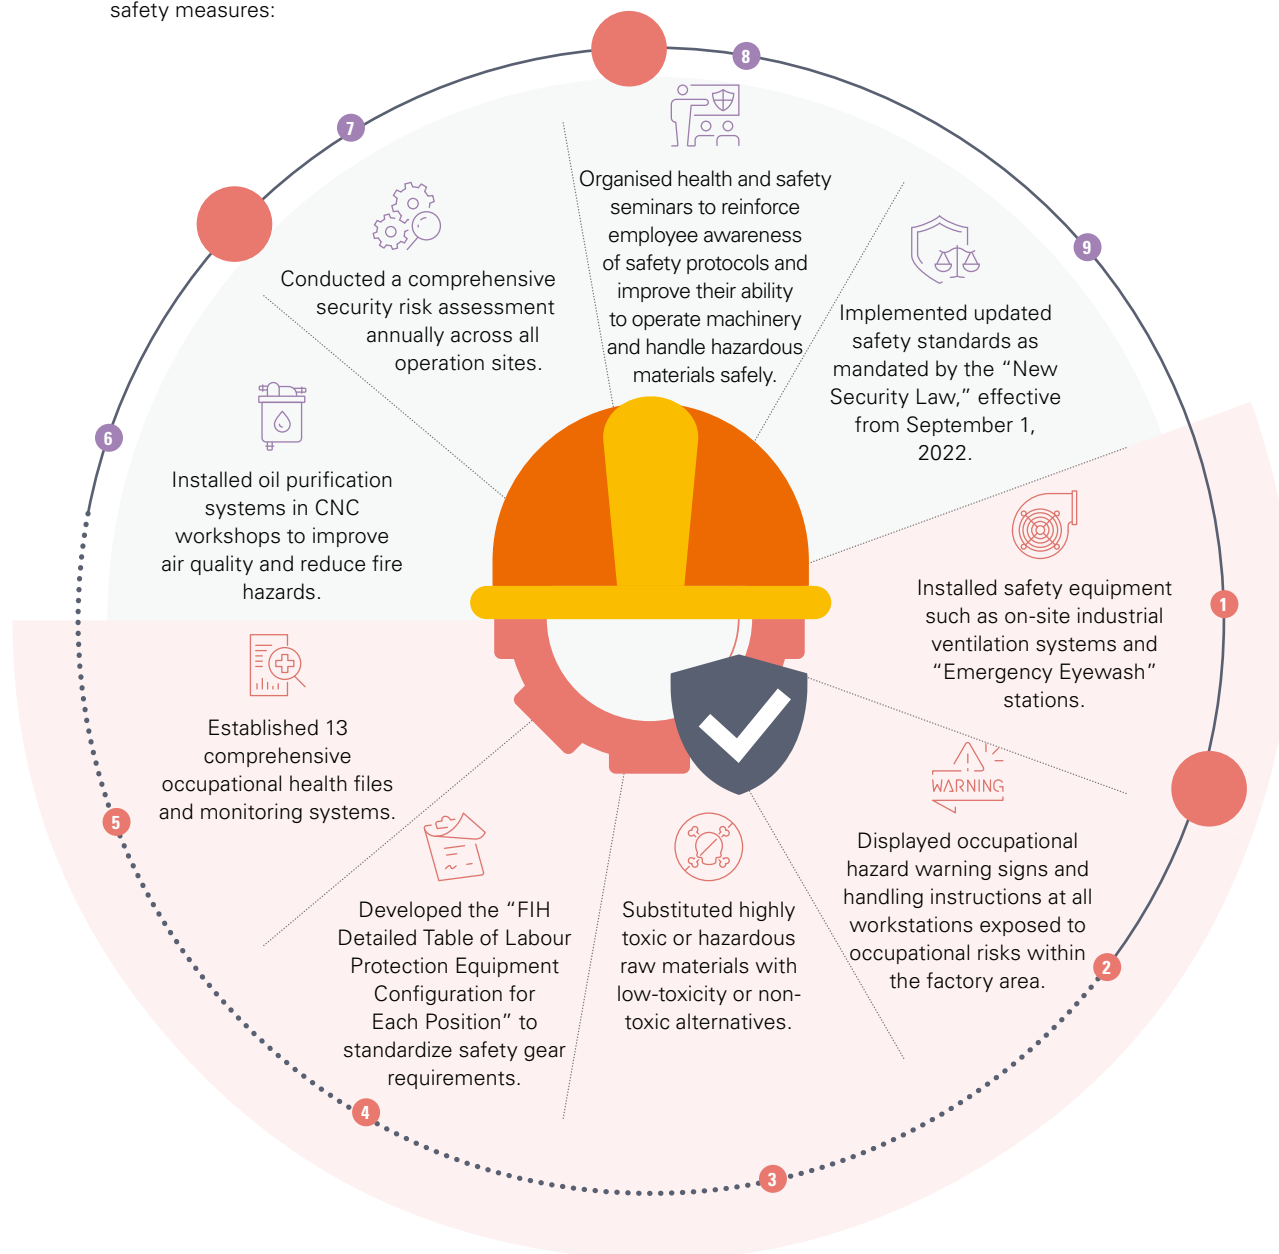 safety measures:
1
Installed safety equipment
such as on-site industrial
ventilation systems and
“Emergency Eyewash”
stations.
2
WARNING
Displayed occupational
hazard warning signs and
handling instructions at all
workstations exposed to
occupational risks within
the factory area.
3
Substituted highly
toxic or hazardous
raw materials with
low-toxicity or non-
toxic alternatives.
4
Developed the “FIH
Detailed Table of Labour
Protection Equipment
Configuration for
Each Position” to
standardize safety gear
requirements.
5
Established 13
comprehensive
occupational health files
and monitoring systems.
6
Installed oil purification
systems in CNC
workshops to improve
air quality and reduce fire
hazards.
7
Conducted a comprehensive
security risk assessment
annually across all
operation sites.
8
Organised health and safety
seminars to reinforce
employee awareness
of safety protocols and
improve their ability
to operate machinery
and handle hazardous
materials safely.
9
Implemented updated
safety standards as
mandated by the “New
Security Law,” effective
from September 1,
2022.